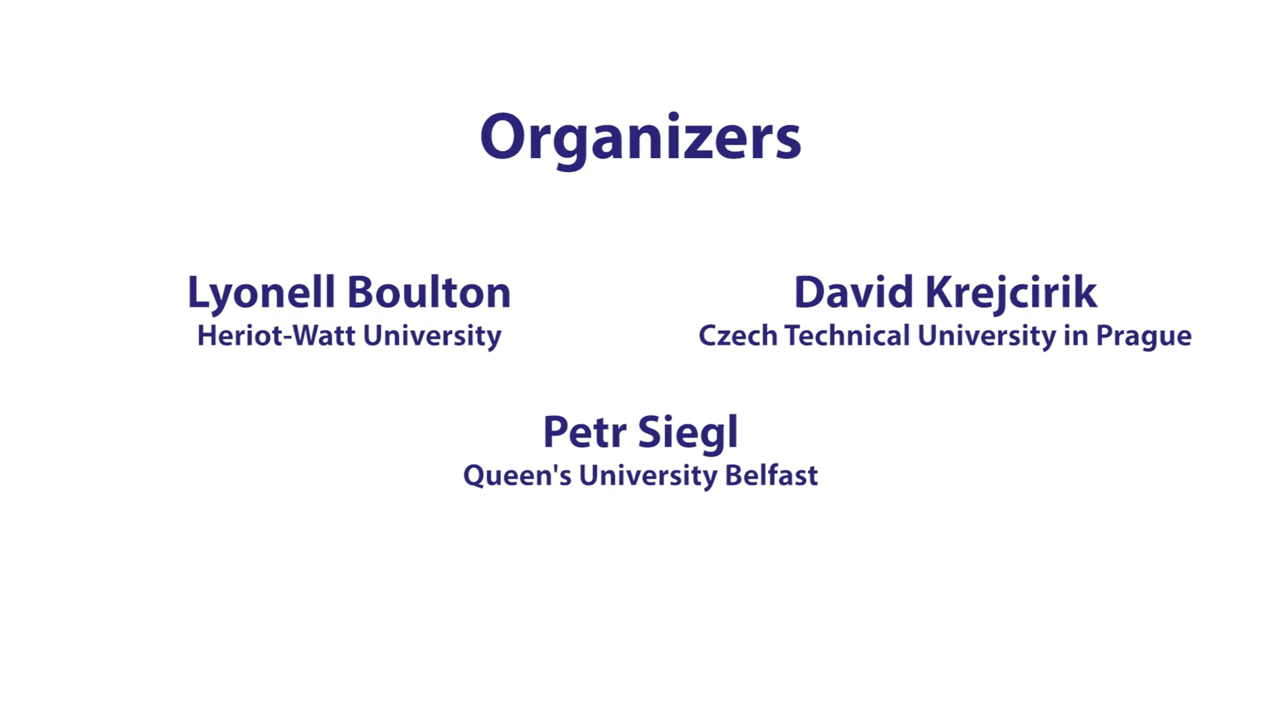 Organizers
Lyonell Boulton
Heriot-Watt University
David Krejcirik
Czech Technical University in Prague
Petr Siegl
Queen's University Belfast